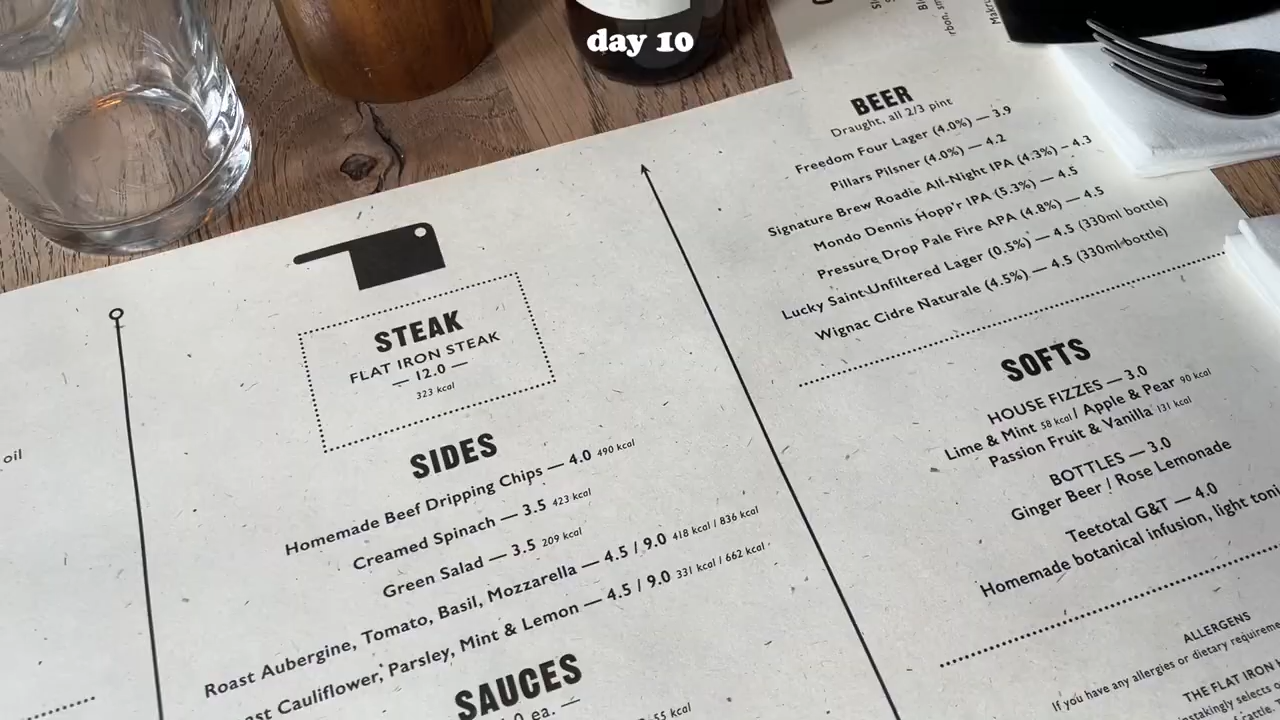 day 10
oil
STEAK
FLAT IRON STEAK
— 12.0 —
323 kcal
SIDES
Homemade Beef Dripping Chips — 4.0 490 kcal
Creamed Spinach — 3.5 423 kcal
Green Salad — 3.5 209 kcal
Roast Aubergine, Tomato, Basil, Mozzarella — 4.5 / 9.0 418 kcal / 836 kcal
Cauliflower, Parsley, Mint & Lemon — 4.5 / 9.0 331 kcal / 662 kcal
SAUCES
ea. —
55 kcal
BEER
Draught, all 2/3 pint
Freedom Four Lager (4.0%) — 3.9
Pillars Pilsner (4.0%) — 4.2
Signature Brew Roadie All-Night IPA (4.3%) – 4.3
Mondo Dennis Hopp'r IPA (5.3%) — 4.5
Pressure Drop Pale Fire APA (4.8%) — 4.5
Lucky Saint Unfiltered Lager (0.5%) — 4.5 (330ml bottle)
Wignac Cidre Naturale (4.5%) — 4.5 (330ml bottle)
SOFTS
HOUSE FIZZES — 3.0
Lime & Mint 58 kcal / Apple & Pear 90 kcal
Passion Fruit & Vanilla 131 kcal
BOTTLES — 3.0
Ginger Beer / Rose Lemonade
Teetotal G&T — 4.0
Homemade botanical infusion, light
ALLERGENS
If you have any allergies or dietary
THE FLAT IRON
selects